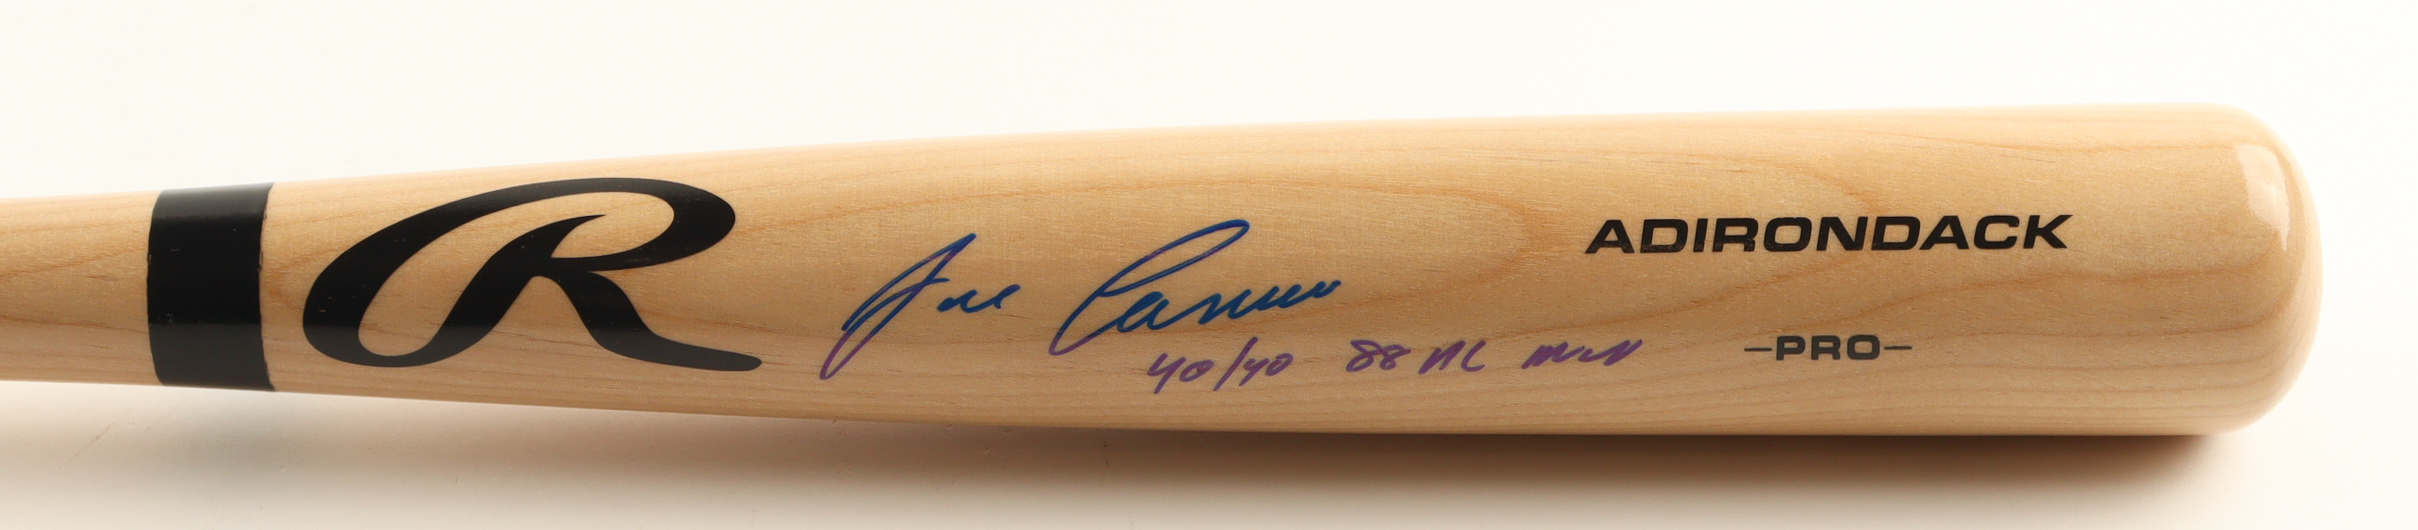 R
Jose Canseco
40/40 88 AL MVP
ADIRONDACK
-PRO-